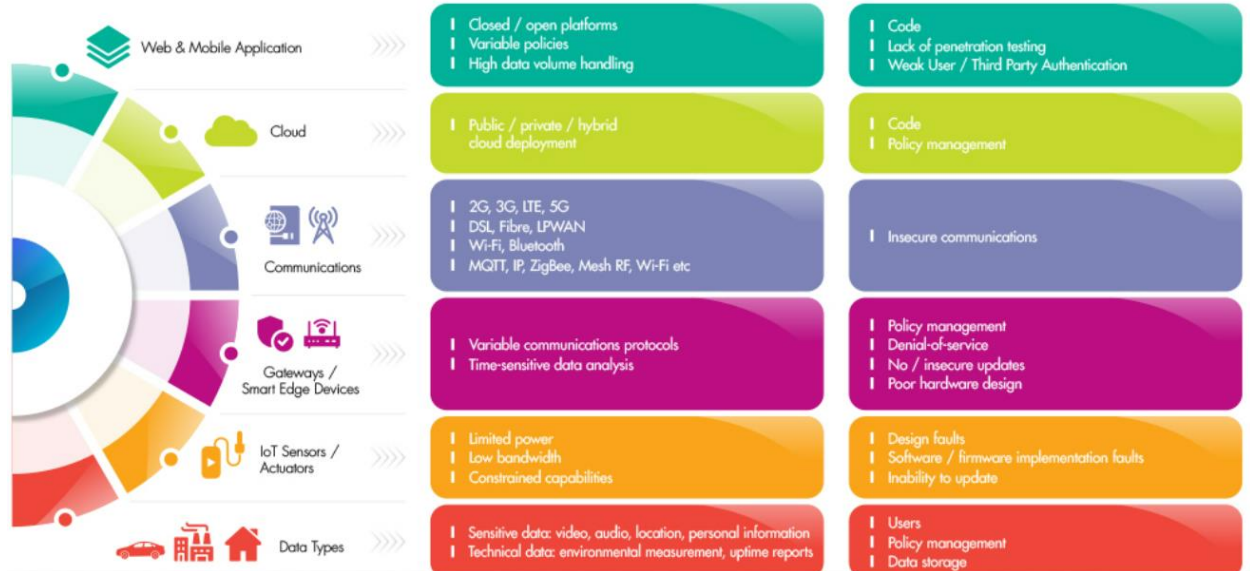 Web & Mobile Application
Closed / open platforms
Variable policies
High data volume handling
Code
Lack of penetration testing
Weak User / Third Party Authentication
Cloud
Public / private / hybrid
cloud deployment
Code
Policy management
Communications
2G, 3G, LTE, 5G
DSL, Fibre, LPWAN
Wi-Fi, Bluetooth
MQTT, IP, ZigBee, Mesh RF, Wi-Fi etc
Insecure communications
Gateways /
Smart Edge Devices
Variable communications protocols
Time-sensitive data analysis
Policy management
Denial-of-service
No / insecure updates
Poor hardware design
IoT Sensors /
Actuators
Limited power
Low bandwidth
Constrained capabilities
Design faults
Software / firmware implementation faults
Inability to update
Data Types
Sensitive data: video, audio, location, personal information
Technical data: environmental measurement, uptime reports
Users
Policy management
Data storage